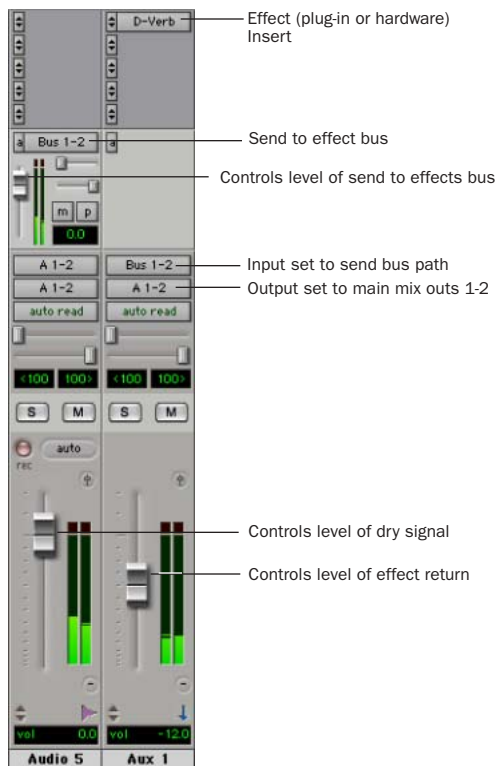 D-Verb
Effect (plug-in or hardware)
Insert
a Bus 1-2
a
Send to effect bus
Controls level of send to effects bus
m p
0.0
A 1-2
Bus 1-2
Input set to send bus path
A 1-2
A 1-2
Output set to main mix outs 1-2
auto read
auto read
<100 100>
<100 100>
S M
S M
rec
auto
Controls level of dry signal
Controls level of effect return
vol 0.0
vol -12.0
Audio 5
Aux 1